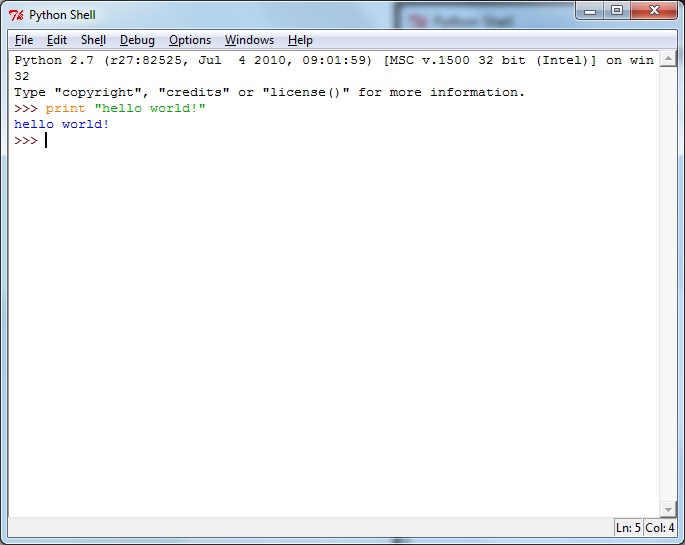 Python Shell
File Edit Shell Debug Options Windows Help
Python 2.7 (r27:82525, Jul  4 2010, 09:01:59) [MSC v.1500 32 bit (Intel)] on win
32
Type "copyright", "credits" or "license()" for more information.
>>> print "hello world!"
hello world!
>>>
Ln: 5 Col: 4